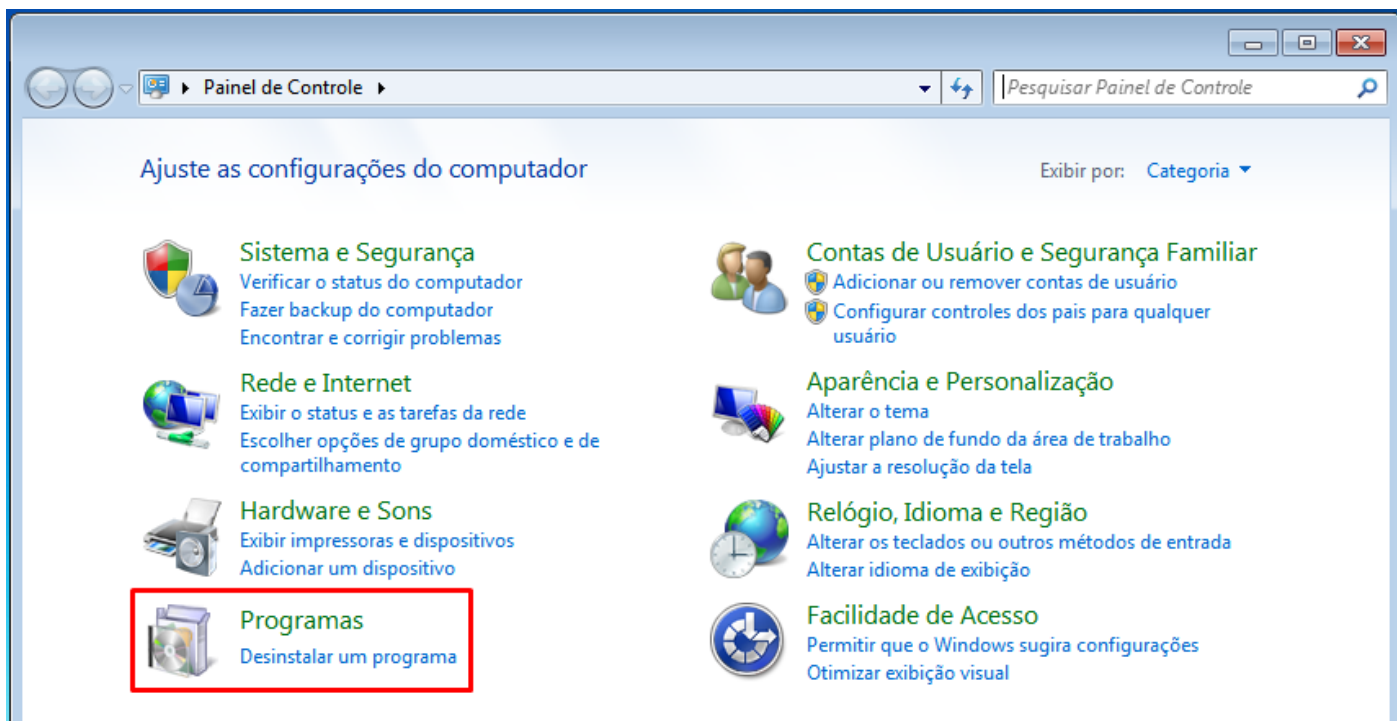 Painel de Controle
Pesquisar Painel de Controle
Ajuste as configurações do computador
Exibir por: Categoria
Sistema e Segurança
Verificar o status do computador
Fazer backup do computador
Encontrar e corrigir problemas
Rede e Internet
Exibir o status e as tarefas da rede
Escolher opções de grupo doméstico e de
compartilhamento
Hardware e Sons
Exibir impressoras e dispositivos
Adicionar um dispositivo
Programas
Desinstalar um programa
Contas de Usuário e Segurança Familiar
Adicionar ou remover contas de usuário
Configurar controles dos pais para qualquer
usuário
Aparência e Personalização
Alterar o tema
Alterar plano de fundo da área de trabalho
Ajustar a resolução da tela
Relógio, Idioma e Região
Alterar os teclados ou outros métodos de entrada
Alterar idioma de exibição
Facilidade de Acesso
Permitir que o Windows sugira configurações
Otimizar exibição visual